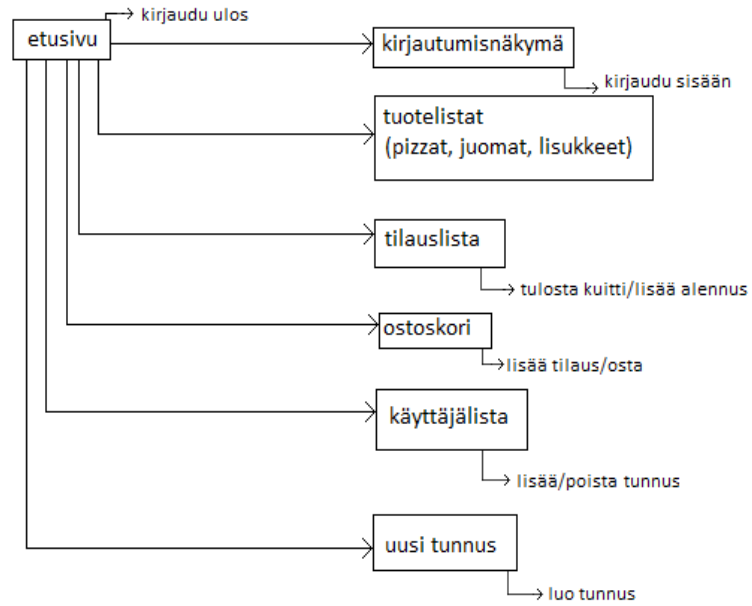 kirjaudu ulos
etusivu
kirjautumisnäkymä
kirjaudu sisään
tuotelistat
(pizzat, juomat, lisukkeet)
tilauslista
tulosta kuitti/lisää alennus
ostoskori
lisää tilaus/osta
käyttäjälista
lisää/poista tunnus
uusi tunnus
luo tunnus